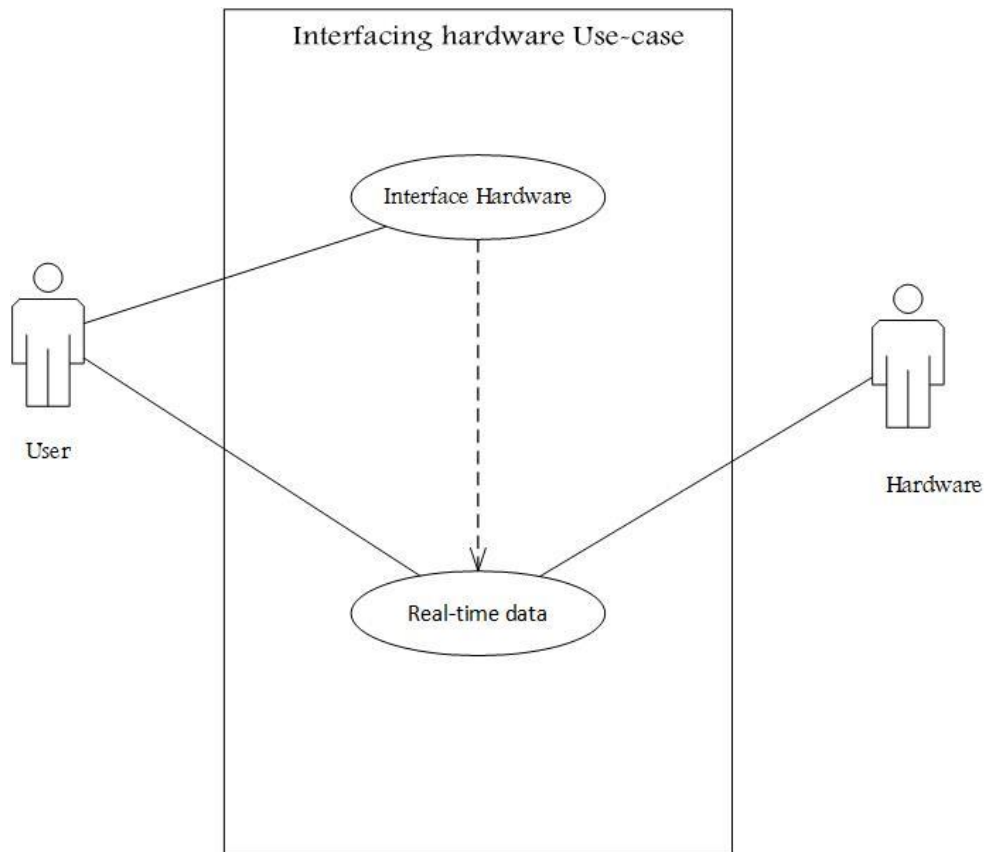 Interfacing hardware Use-case
Interface Hardware
User
Hardware
Real-time data